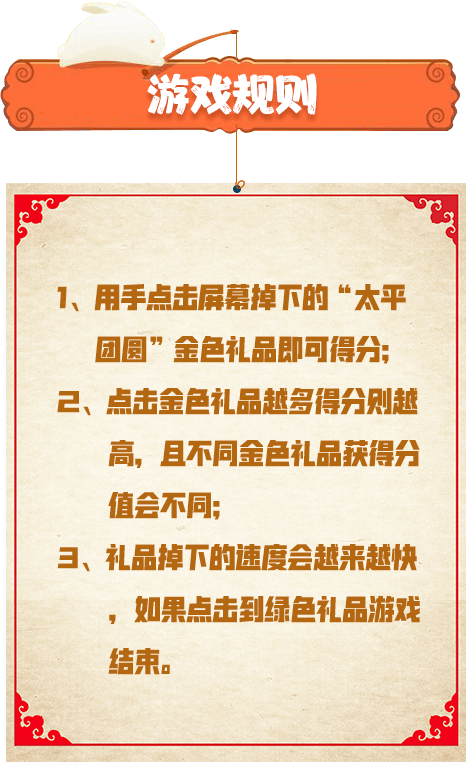 游戏规则
1、用手点击屏幕掉下的“太平
团圆”金色礼品即可得分;
2、点击金色礼品越多得分则越
高，且不同金色礼品获得分
值会不同;
3、礼品掉下的速度会越来越快
，如果点击到绿色礼品游戏
结束。